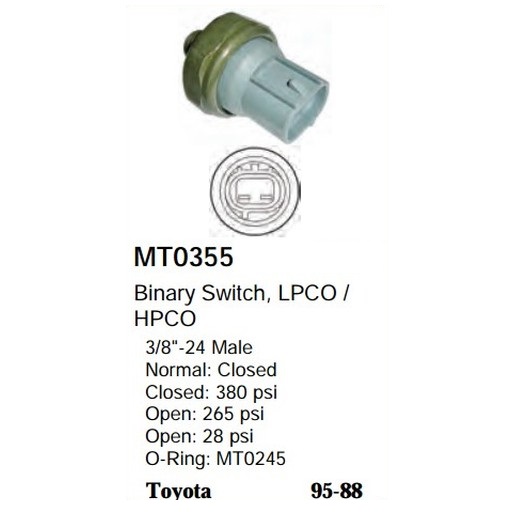 MT0355
Binary Switch, LPCO /
HPCO
3/8"-24 Male
Normal: Closed
Closed: 380 psi
Open: 265 psi
Open: 28 psi
O-Ring: MT0245
Toyota 95-88